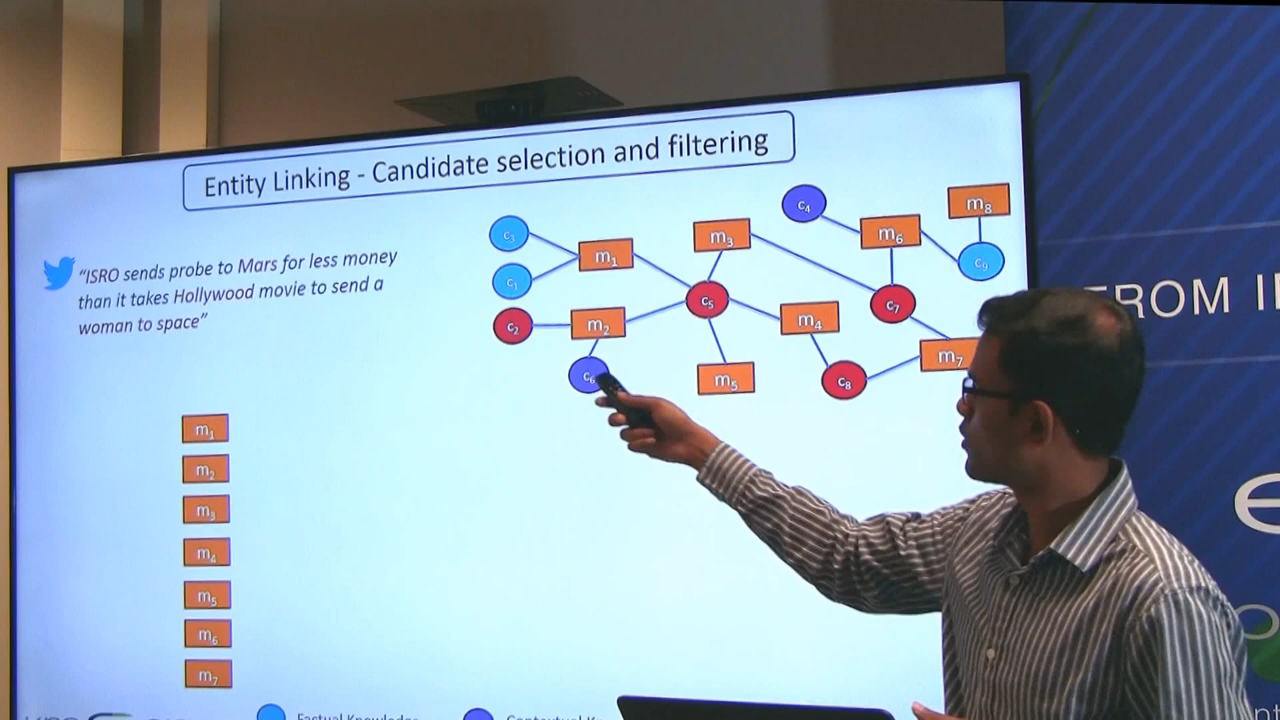 Entity Linking - Candidate selection and filtering
"ISRO sends probe to Mars for less money
than it takes Hollywood movie to send a
woman to space"
c3
m1
c1
c2
m2
c6
m3
c5
m4
m5
c4
m6
m8
c9
c7
m7
c8
m1
m2
m3
m4
m5
m6
m7
Factual Knowledge
Contextual
FROM